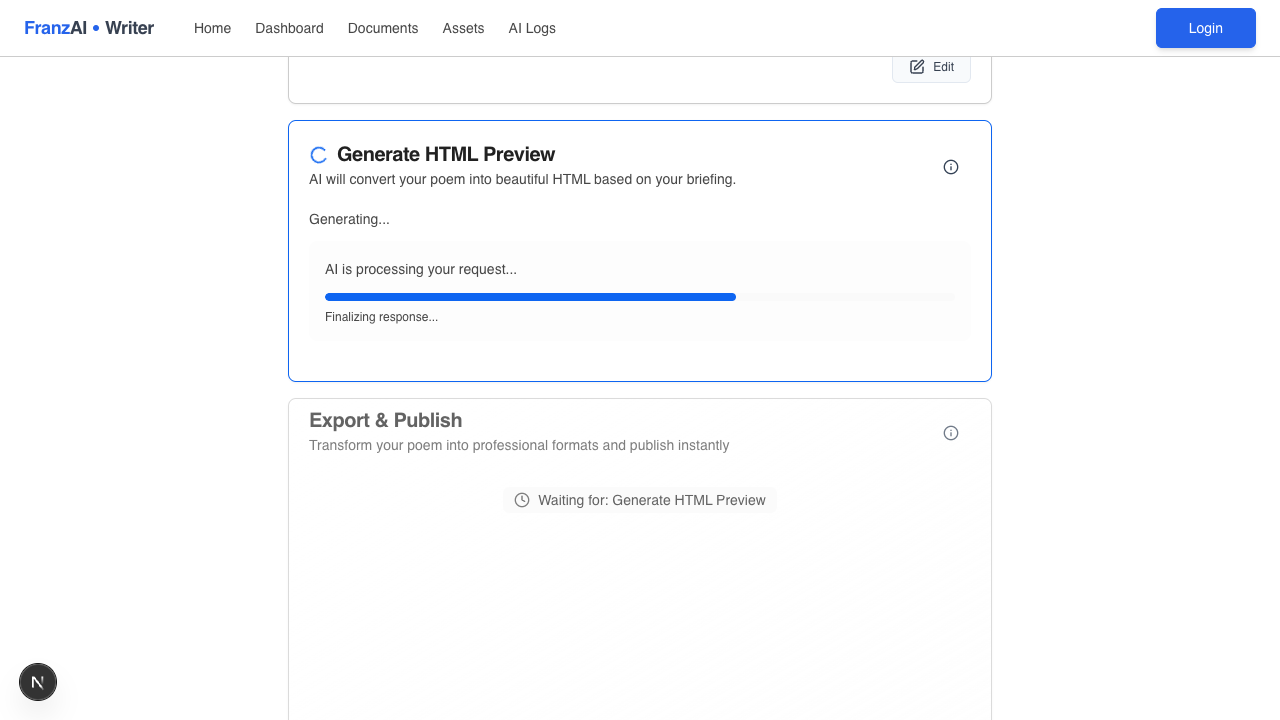 FranzAI • Writer
Home
Dashboard
Documents
Assets
AI Logs
Login
Edit
Generate HTML Preview
AI will convert your poem into beautiful HTML based on your briefing.
Generating...
AI is processing your request...
Finalizing response...
Export & Publish
Transform your poem into professional formats and publish instantly
Waiting for: Generate HTML Preview
N